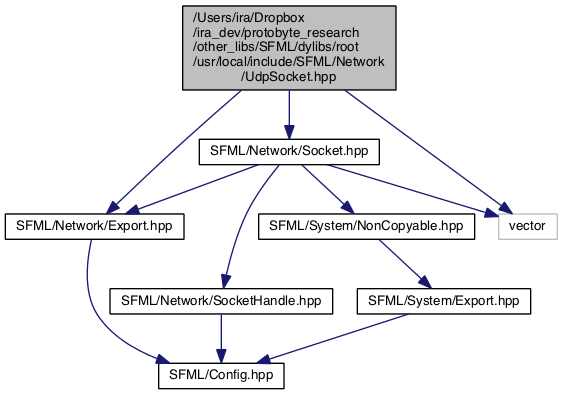 /Users/ira/Dropbox
/ira_dev/protobyte_research
/other_libs/SFML/dylibs/root
/usr/local/include/SFML/Network
/UdpSocket.hpp
SFML/Network/Socket.hpp
SFML/Network/Export.hpp
SFML/System/NonCopyable.hpp
vector
SFML/Network/SocketHandle.hpp
SFML/System/Export.hpp
SFML/Config.hpp